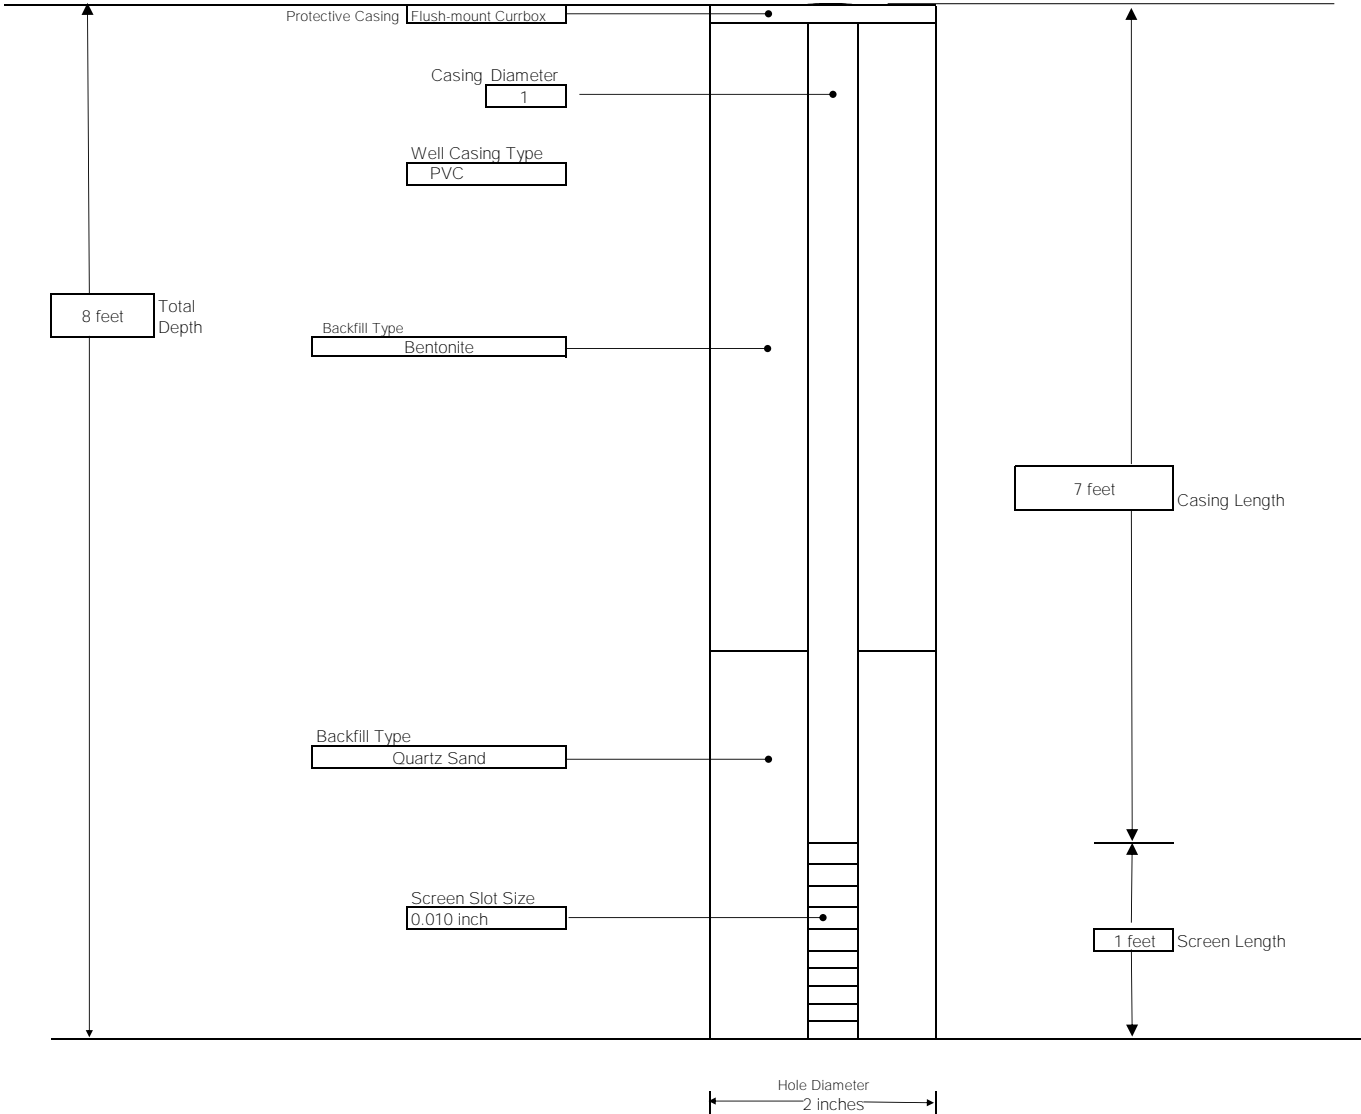 Protective Casing Flush-mount Currbox
Casing Diameter
1
Well Casing Type
PVC
8 feet
Total
Depth
Backfill Type
Bentonite
7 feet
Casing Length
Backfill Type
Quartz Sand
Screen Slot Size
0.010 inch
1 feet Screen Length
Hole Diameter
2 inches